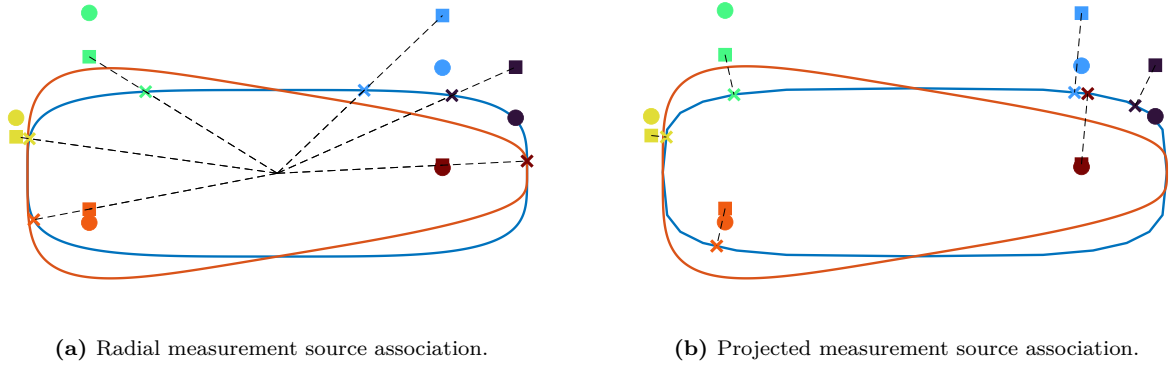 (a) Radial measurement source association.
(b) Projected measurement source association.